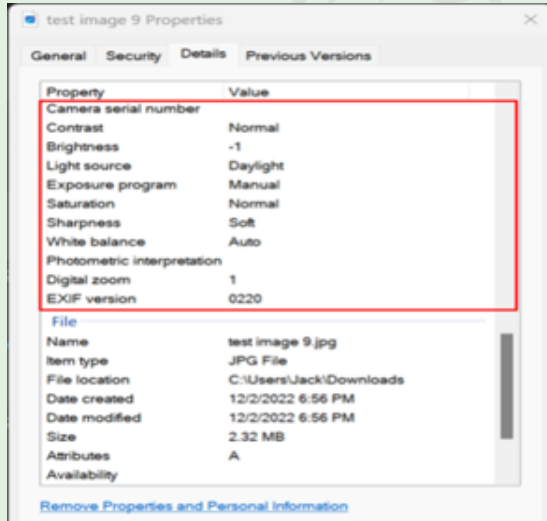 test image 9 Properties
General Security Details Previous Versions
Property Value
Camera serial number
Contrast Normal
Brightness -1
Light source Daylight
Exposure program Manual
Saturation Normal
Sharpness Soft
White balance Auto
Photometric interpretation
Digital zoom 1
EXIF version 0220
File
Name test image 9.jpg
Item type JPG File
File location C:\Users\Jack\Downloads
Date created 12/2/2022 6:56 PM
Date modified 12/2/2022 6:56 PM
Size 2.32 MB
Attributes A
Availability
Remove Properties and Personal Information